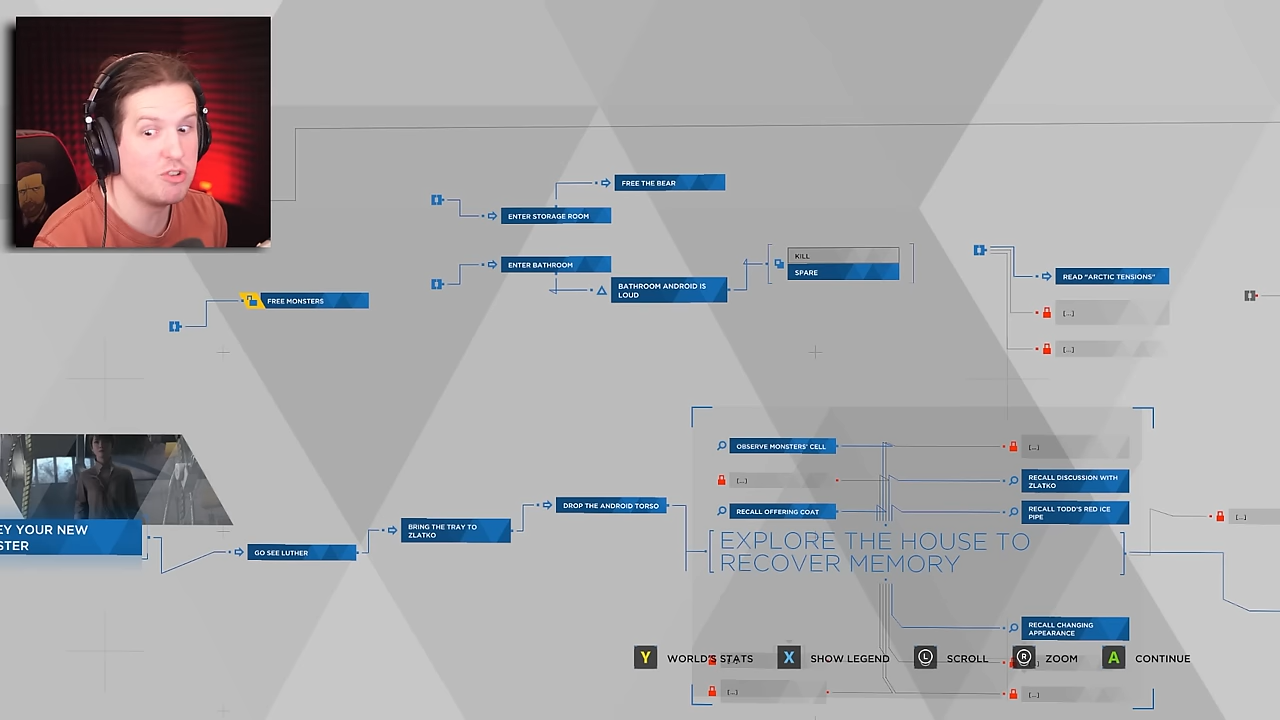 FREE THE BEAR
ENTER STORAGE ROOM
ENTER BATHROOM
BATHROOM ANDROID IS
LOUD
KILL
SPARE
READ "ARCTIC TENSIONS"
[...]
[...]
FREE MONSTERS
EY YOUR NEW
STER
GO SEE LUTHER
BRING THE TRAY TO
ZLATKO
DROP THE ANDROID TORSO
OBSERVE MONSTERS' CELL
[...]
[...]
RECALL DISCUSSION WITH
ZLATKO
RECALL OFFERING COAT
RECALL TODD'S RED ICE
PIPE
[...]
EXPLORE THE HOUSE TO
RECOVER MEMORY
RECALL CHANGING
APPEARANCE
Y WORLD'S STATS
X SHOW LEGEND
L SCROLL
R ZOOM
A CONTINUE
[...]
[...]